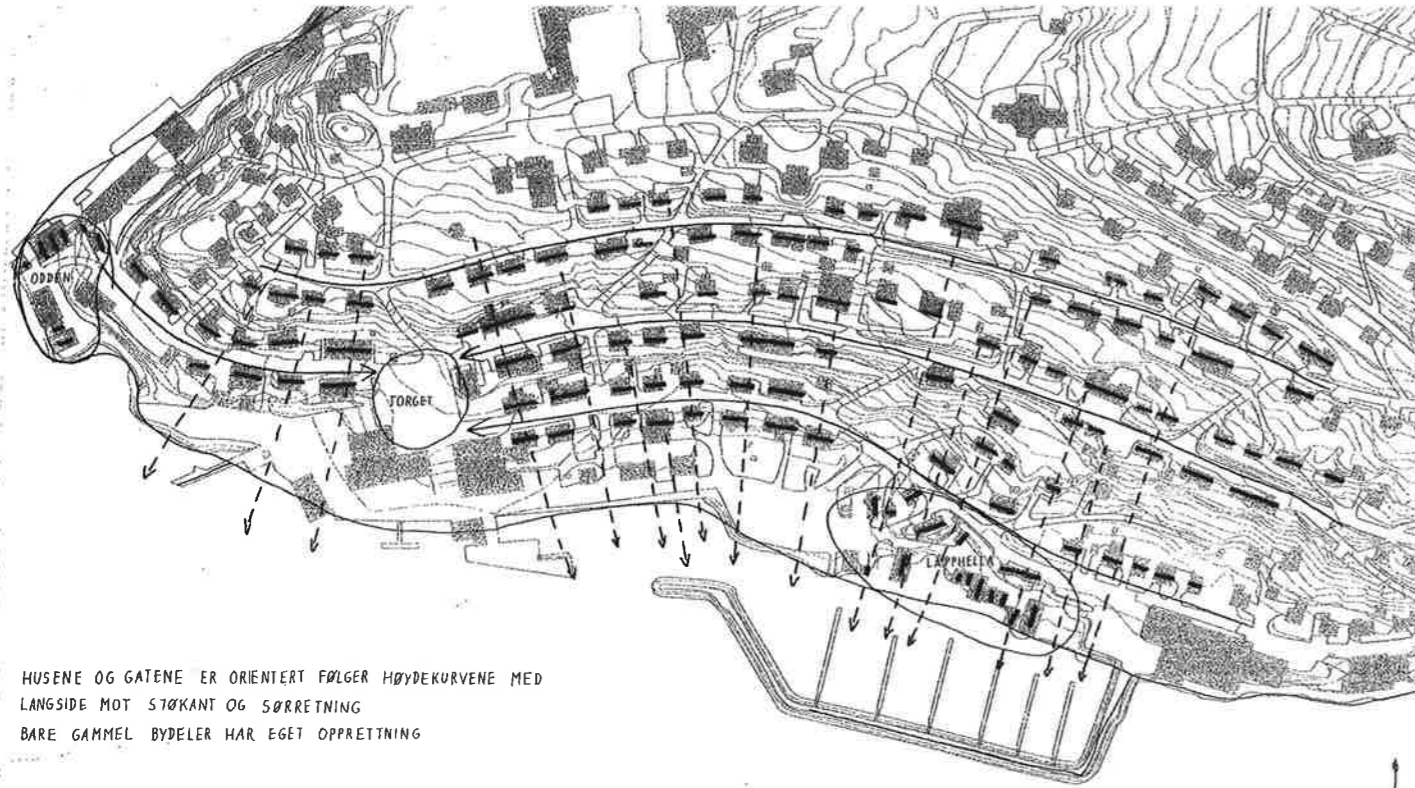 ODDEN
TORGET
LAPPHELLA
HUSENE OG GATENE ER ORIENTERT FØLGER HØYDEKURVENE MED
LANGSIDE MOT STØKANT OG SØRRETNING
BARE GAMMEL BYDELER HAR EGET OPPRETTNING